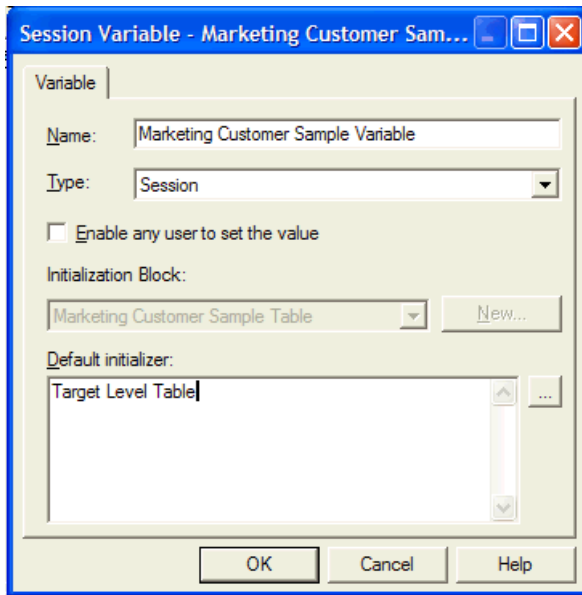 Session Variable - Marketing Customer Sam...
Variable
Name: Marketing Customer Sample Variable
Type: Session
Enable any user to set the value
Initialization Block:
Marketing Customer Sample Table New...
Default initializer:
Target Level Table
...
OK Cancel Help